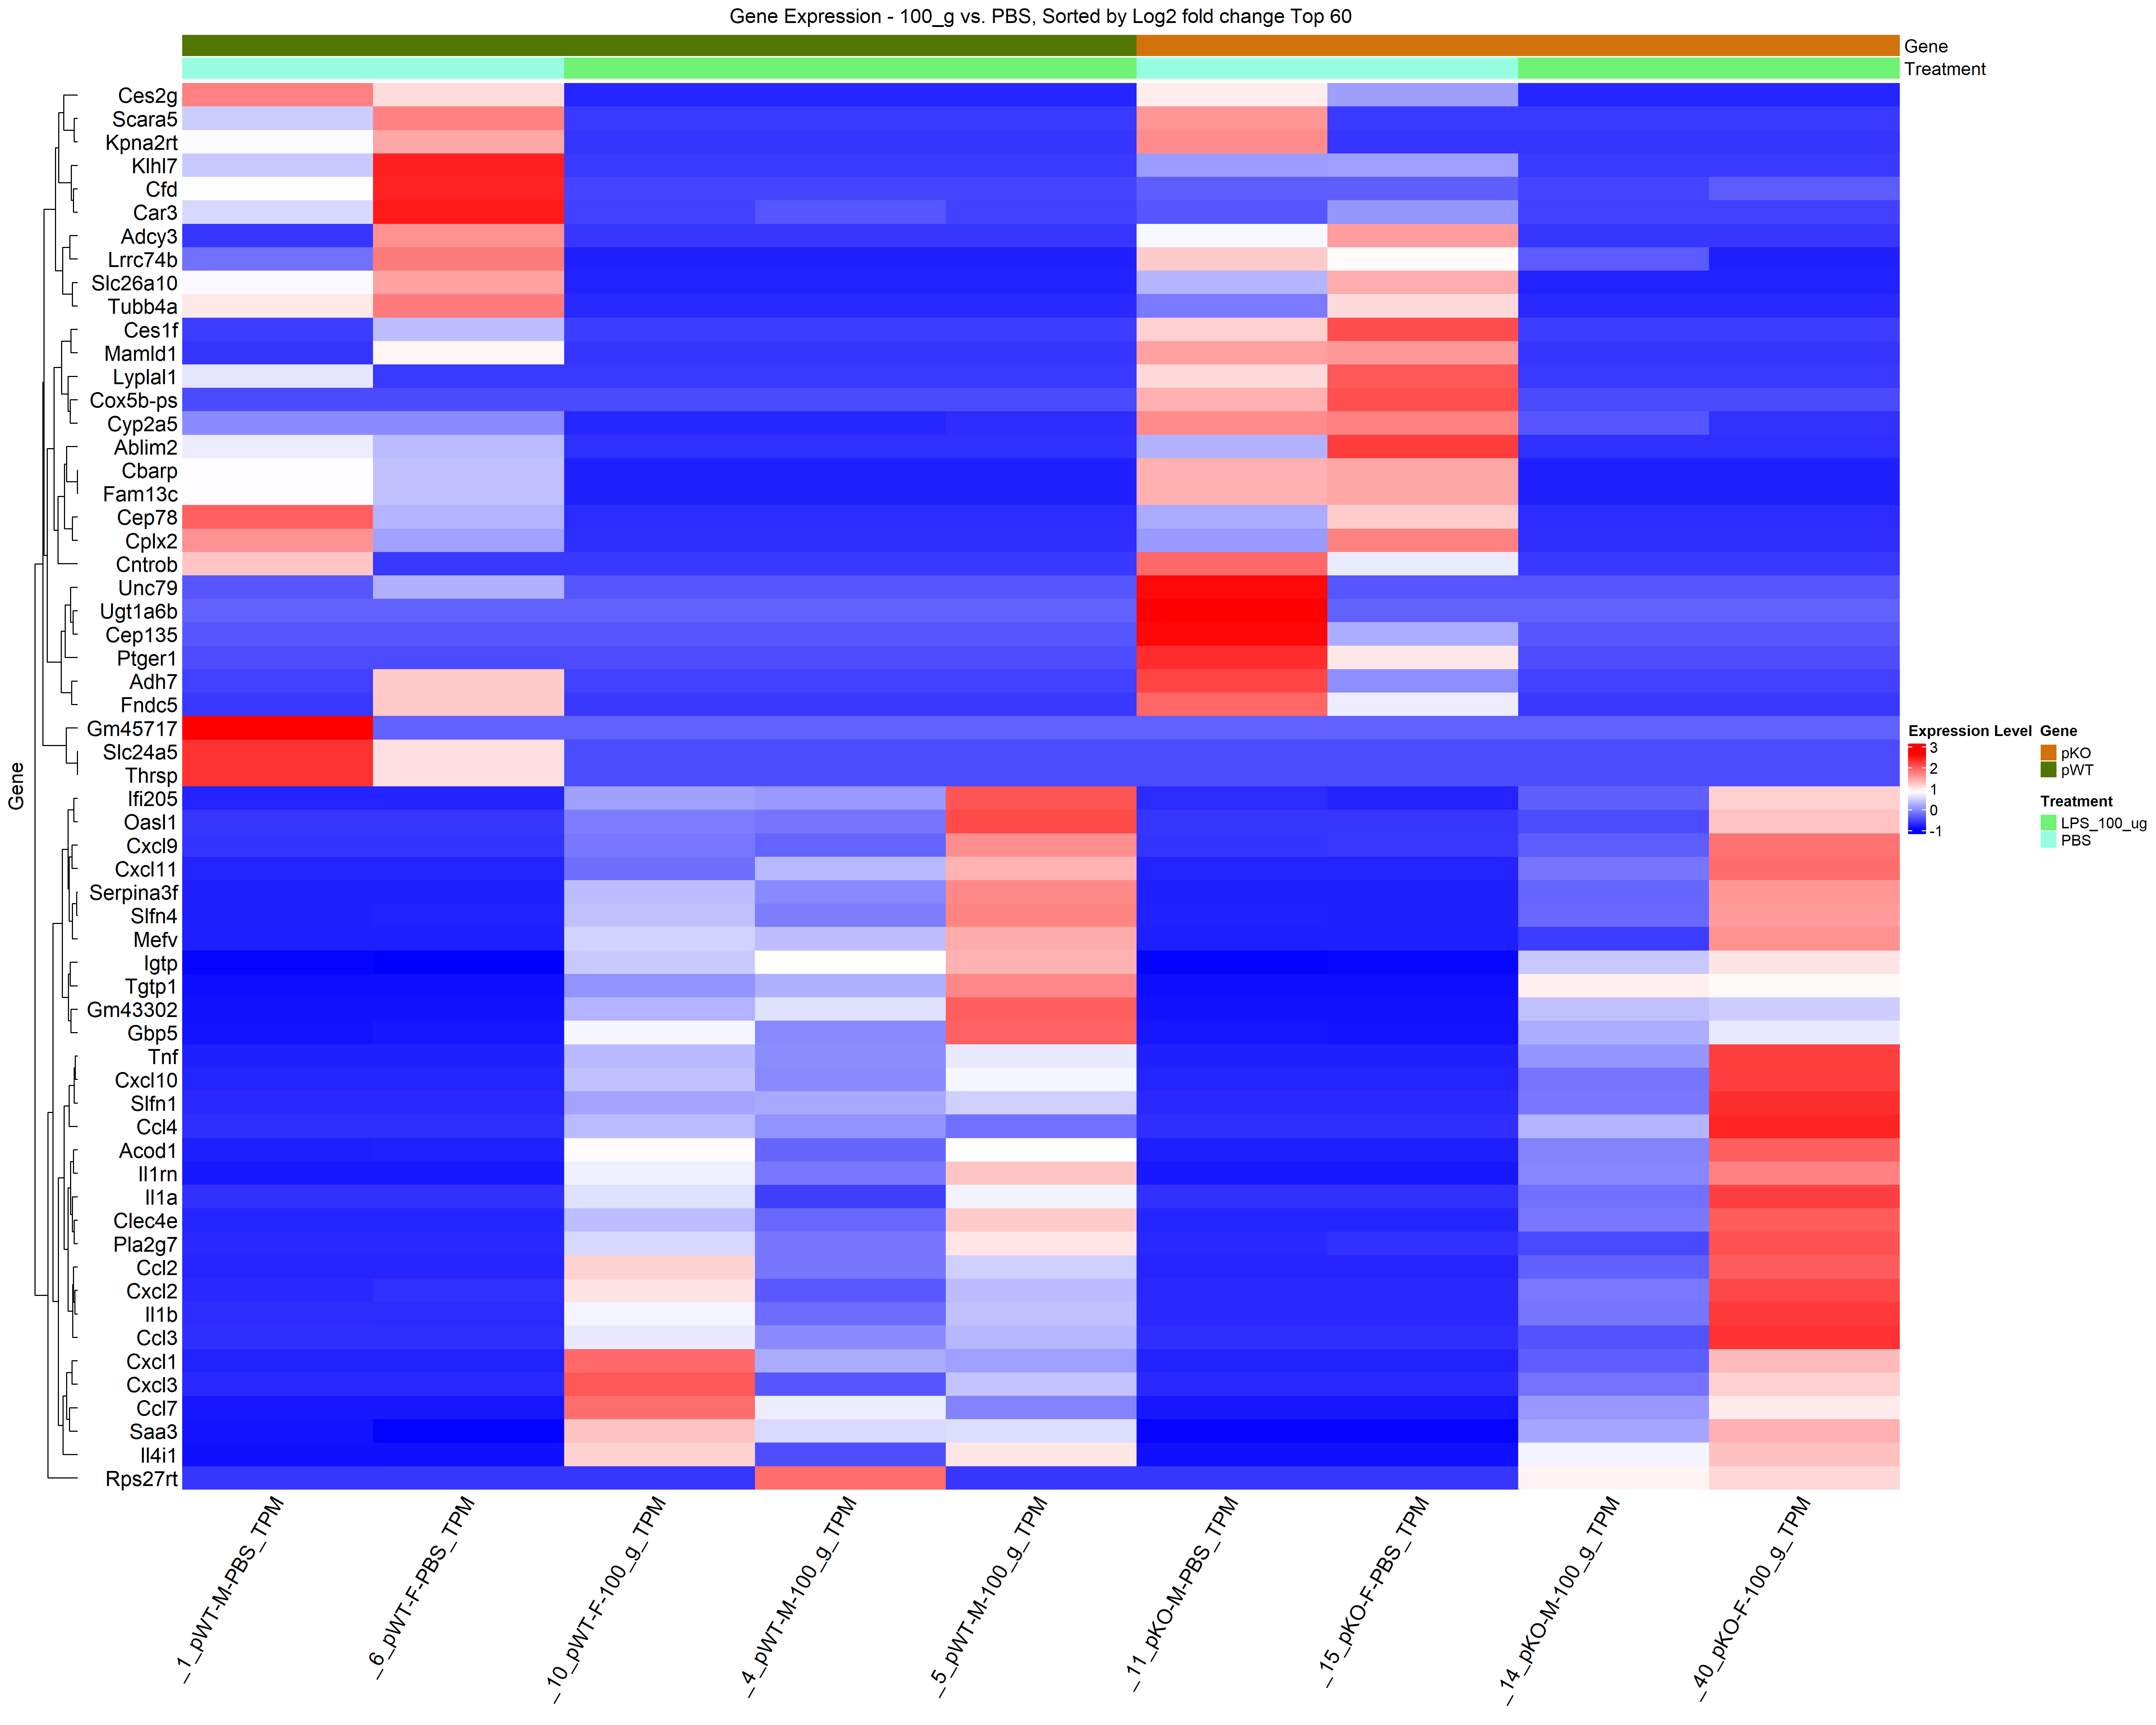 Gene Expression - 100_g vs. PBS, Sorted by Log2 fold change Top 60
Gene
Treatment
Ces2g
Scara5
Kpna2rt
Klhl7
Cfd
Car3
Adcy3
Lrrc74b
Slc26a10
Tubb4a
Ces1f
Mamld1
Lyplal1
Cox5b-ps
Cyp2a5
Ablim2
Cbarp
Fam13c
Cep78
Cplx2
Cntrob
Unc79
Ugt1a6b
Cep135
Ptger1
Adh7
Fndc5
Gm45717
Slc24a5
Thrsp
Ifi205
Oasl1
Cxcl9
Cxcl11
Serpina3f
Slfn4
Mefv
Igtp
Tgtp1
Gm43302
Gbp5
Tnf
Cxcl10
Slfn1
Ccl4
Acod1
Il1rn
Il1a
Clec4e
Pla2g7
Ccl2
Cxcl2
Il1b
Ccl3
Cxcl1
Cxcl3
Ccl7
Saa3
Il4i1
Rps27rt
Gene
_1_pWT-M-PBS_TPM
_6_pWT-F-PBS_TPM
_10_pWT-F-100_g_TPM
_4_pWT-M-100_g_TPM
_5_pWT-M-100_g_TPM
_11_pKO-M-PBS_TPM
_15_pKO-F-PBS_TPM
_14_pKO-M-100_g_TPM
_40_pKO-F-100_g_TPM
Expression Level
3
2
1
0
-1
Gene
pKO
pWT
Treatment
LPS_100_ug
PBS